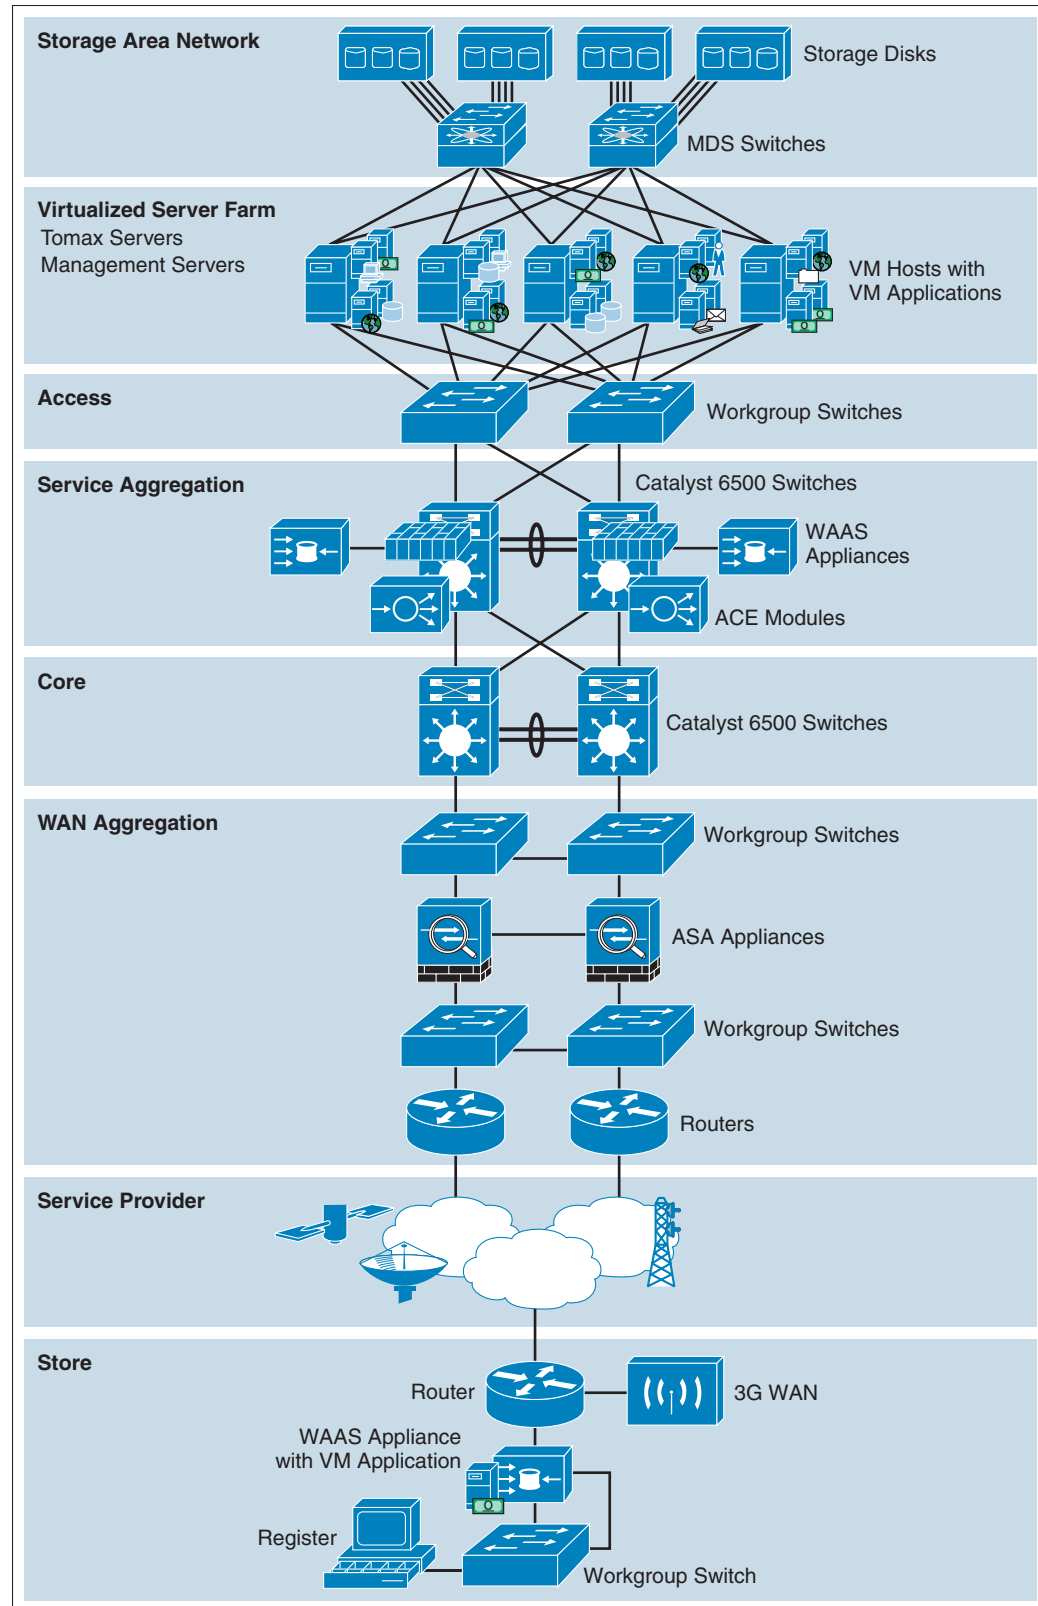 Storage Area Network
Storage Disks
MDS Switches
Virtualized Server Farm
Tomax Servers
Management Servers
VM Hosts with
VM Applications
Access
Workgroup Switches
Service Aggregation
Catalyst 6500 Switches
WAAS
Appliances
ACE Modules
Core
Catalyst 6500 Switches
WAN Aggregation
Workgroup Switches
ASA Appliances
Workgroup Switches
Routers
Service Provider
Store
Router
3G WAN
WAAS Appliance
with VM Application
Register
Workgroup Switch